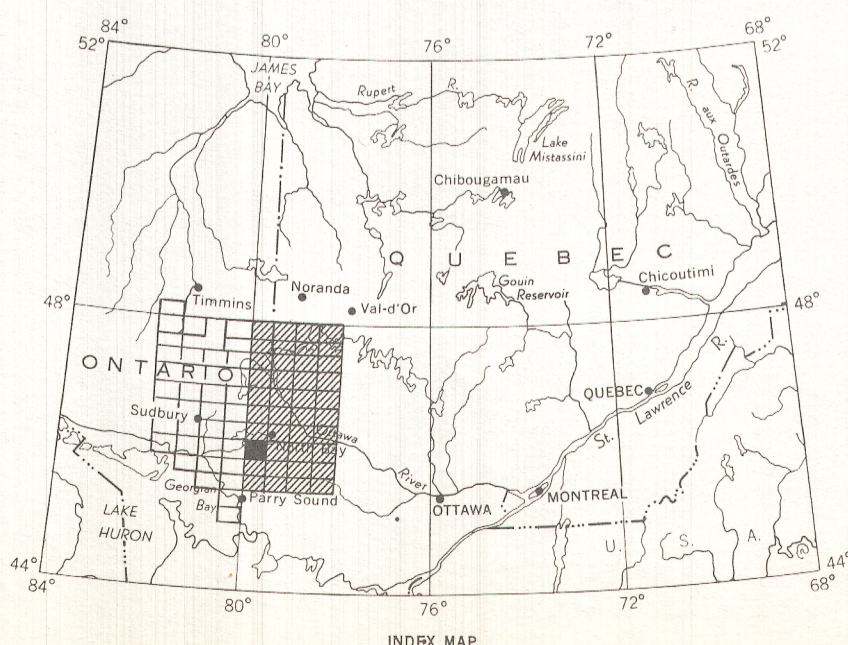 84°
80°
76°
72°
68°
52°
52°
JAMES
BAY
Rupert R.
R. aux Outardes
Lake
Mistassini
Chibougamau
QUEBEC
Gouin
Reservoir
Chicoutimi
Noranda
Timmins
Val-d'Or
48°
48°
ONTARIO
QUEBEC
R.
Lawrence
St.
Sudbury
Ottawa
North Bay
River
Georgian
Bay
Parry Sound
OTTAWA
MONTREAL
LAKE
HURON
U. S. A.
44°
44°
84°
80°
76°
72°
68°
INDEX MAP